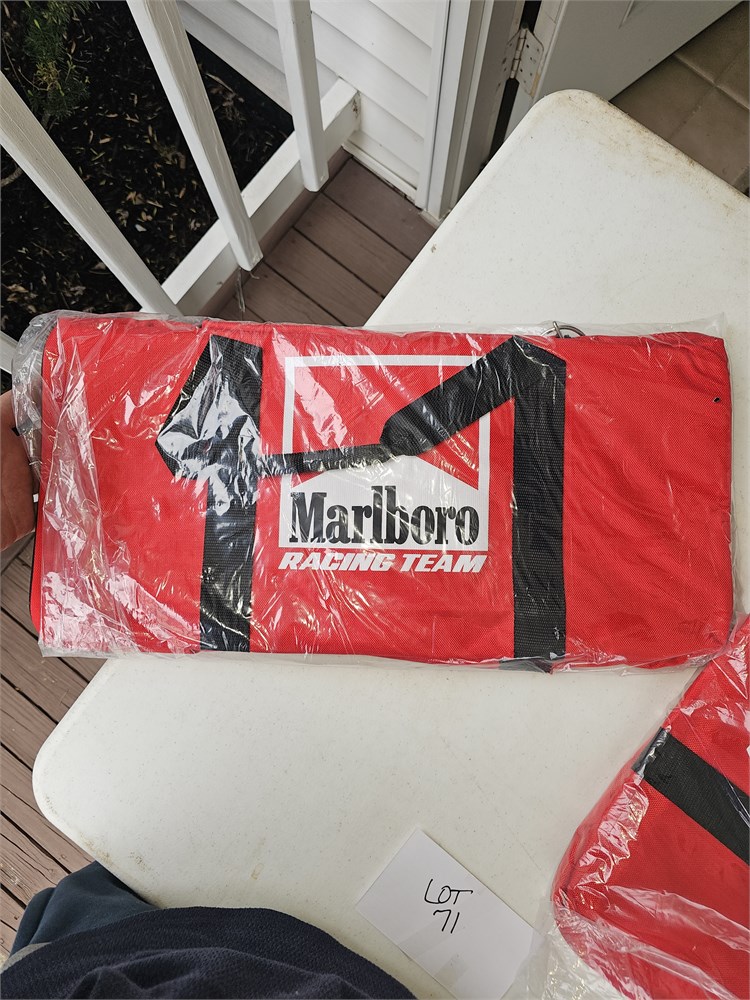 Marlboro
RACING TEAM
LOT
71